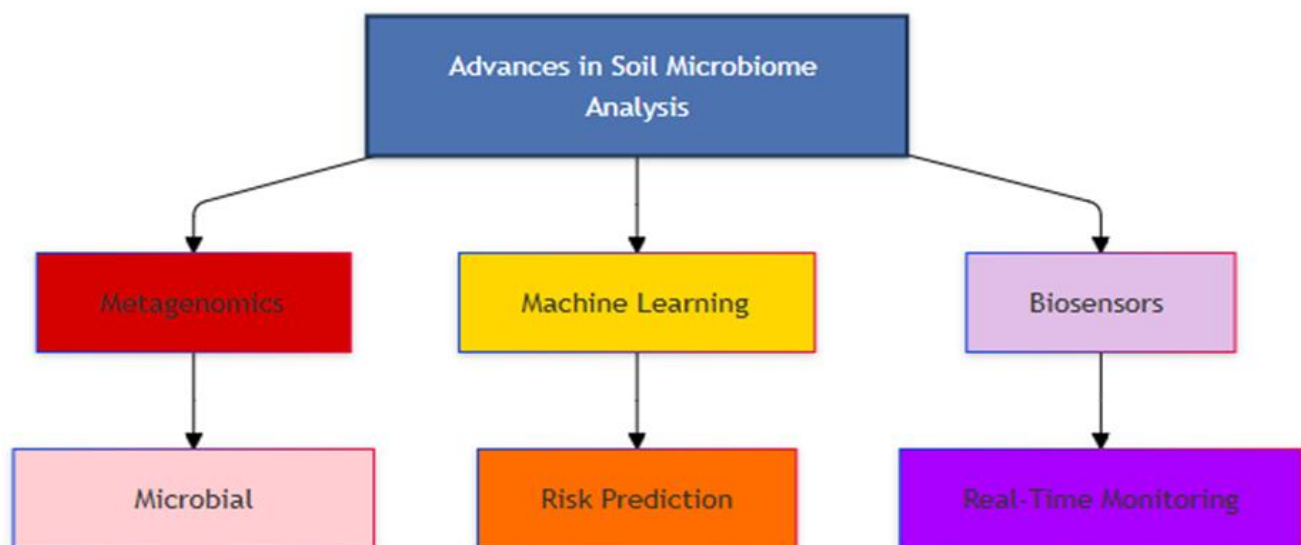 Advances in Soil Microbiome
Analysis
Metagenomics
Machine Learning
Biosensors
Microbial
Risk Prediction
Real-Time Monitoring